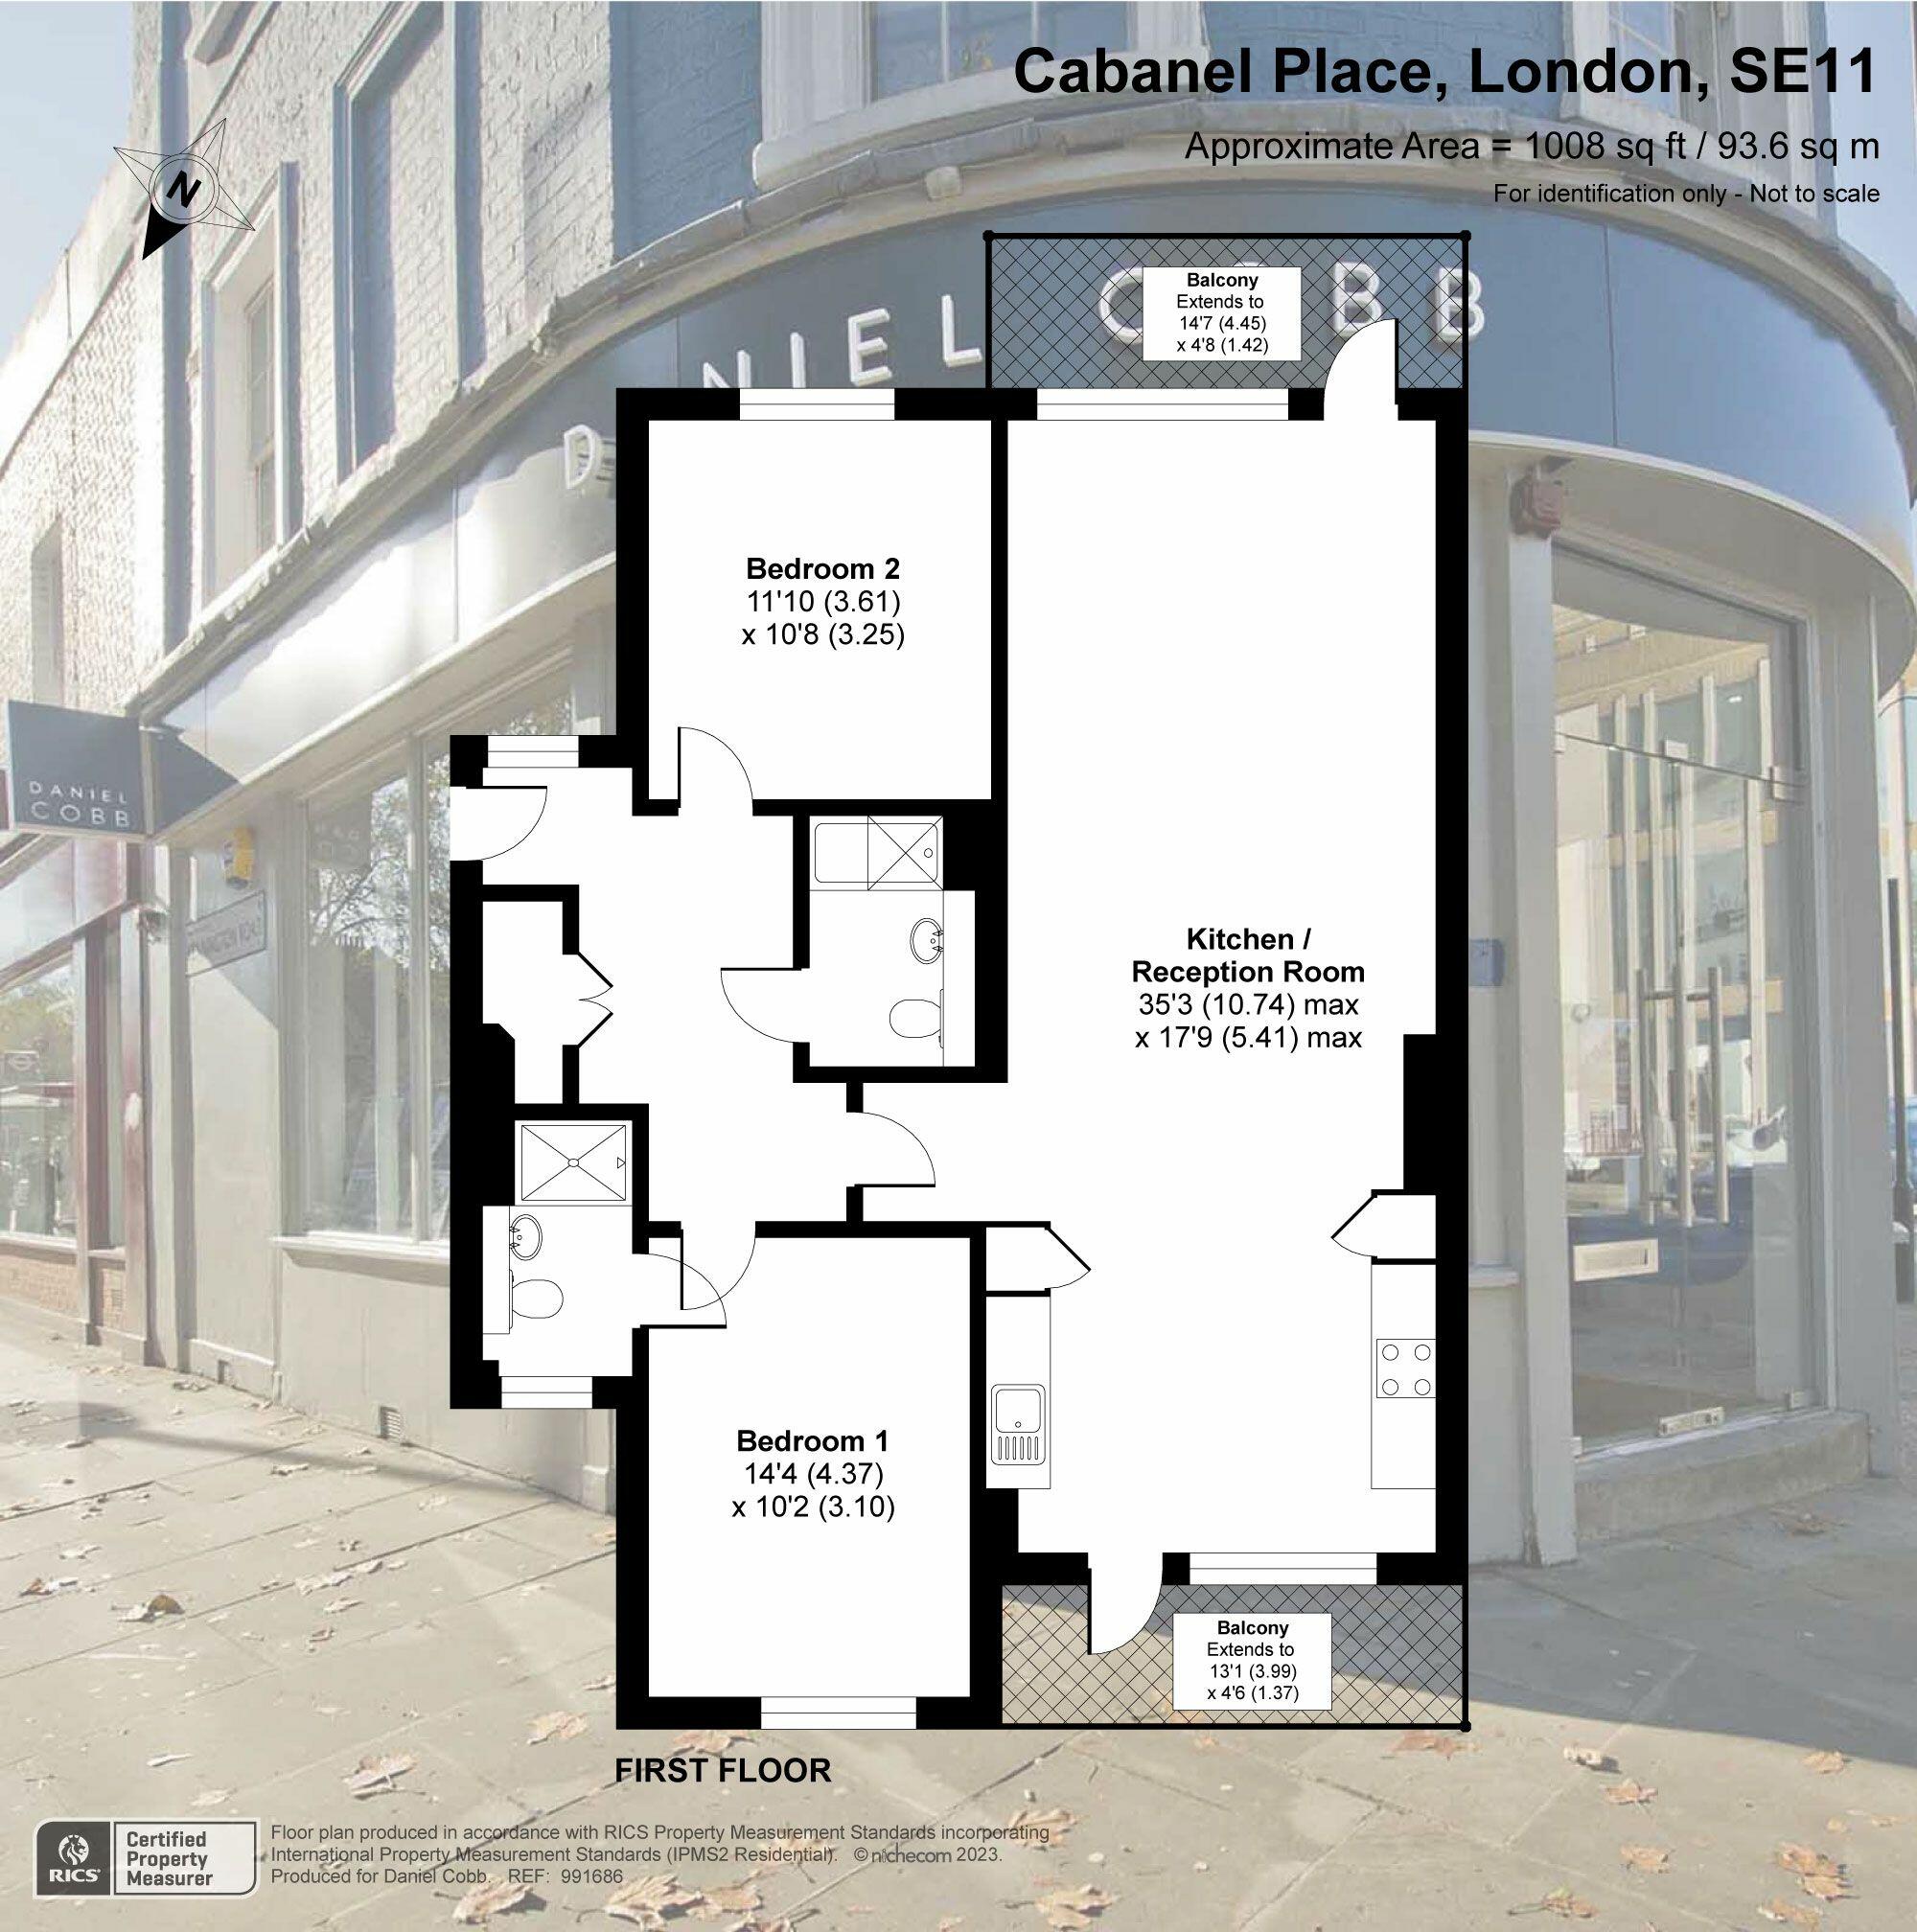 Cabanel Place, London, SE11
Approximate Area = 1008 sq ft / 93.6 sq m
For identification only - Not to scale
N
Balcony
Extends to
14'7 (4.45)
x 4'8 (1.42)
DANIEL COBB
Bedroom 2
11'10 (3.61)
x 10'8 (3.25)
DANIEL
COBB
Kitchen /
Reception Room
35'3 (10.74) max
x 17'9 (5.41) max
Bedroom 1
14'4 (4.37)
x 10'2 (3.10)
Balcony
Extends to
13'1 (3.99)
x 4'6 (1.37)
FIRST FLOOR
RICS
Certified
Property
Measurer
Floor plan produced in accordance with RICS Property Measurement Standards incorporating
International Property Measurement Standards (IPMS2 Residential). © nichecom 2023.
Produced for Daniel Cobb. REF: 991686